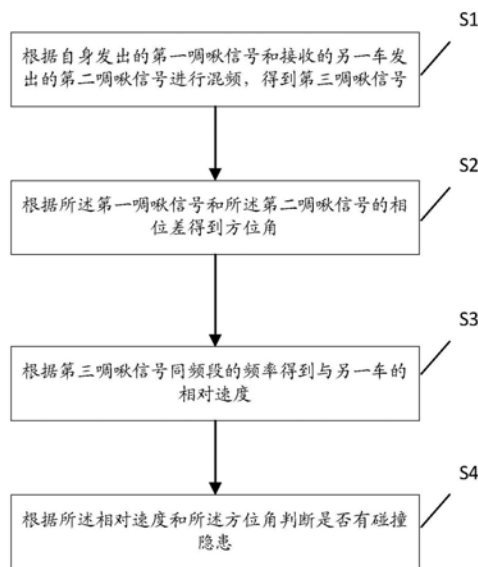 S1
根据自身发出的第一啁啾信号和接收的另一车发
出的第二啁啾信号进行混频，得到第三啁啾信号
S2
根据所述第一啁啾信号和所述第二啁啾信号的相
位差得到方位角
S3
根据第三啁啾信号同频段的频率得到与另一车的
相对速度
S4
根据所述相对速度和所述方位角判断是否有碰撞
隐患